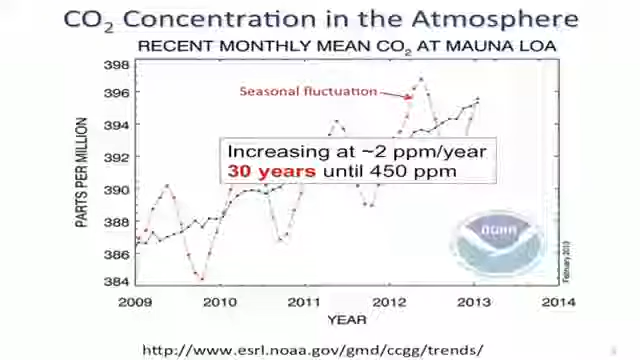 CO2 Concentration in the Atmosphere
RECENT MONTHLY MEAN CO2 AT MAUNA LOA
398
396
394
392
390
388
386
384
PARTS PER MILLION
Seasonal fluctuation
Increasing at ~2 ppm/year
30 years until 450 ppm
NOAA
February 2013
2009
2010
2011
2012
2013
2014
YEAR
http://www.esrl.noaa.gov/gmd/ccgg/trends/